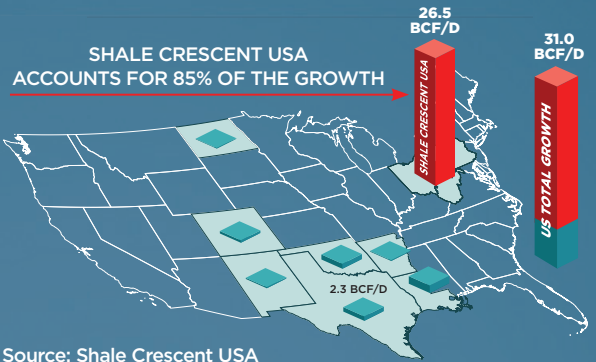 26.5
BCF/D
31.0
BCF/D
SHALE CRESCENT USA
ACCOUNTS FOR 85% OF THE GROWTH
SHALE CRESCENT USA
US TOTAL GROWTH
2.3 BCF/D
Source: Shale Crescent USA